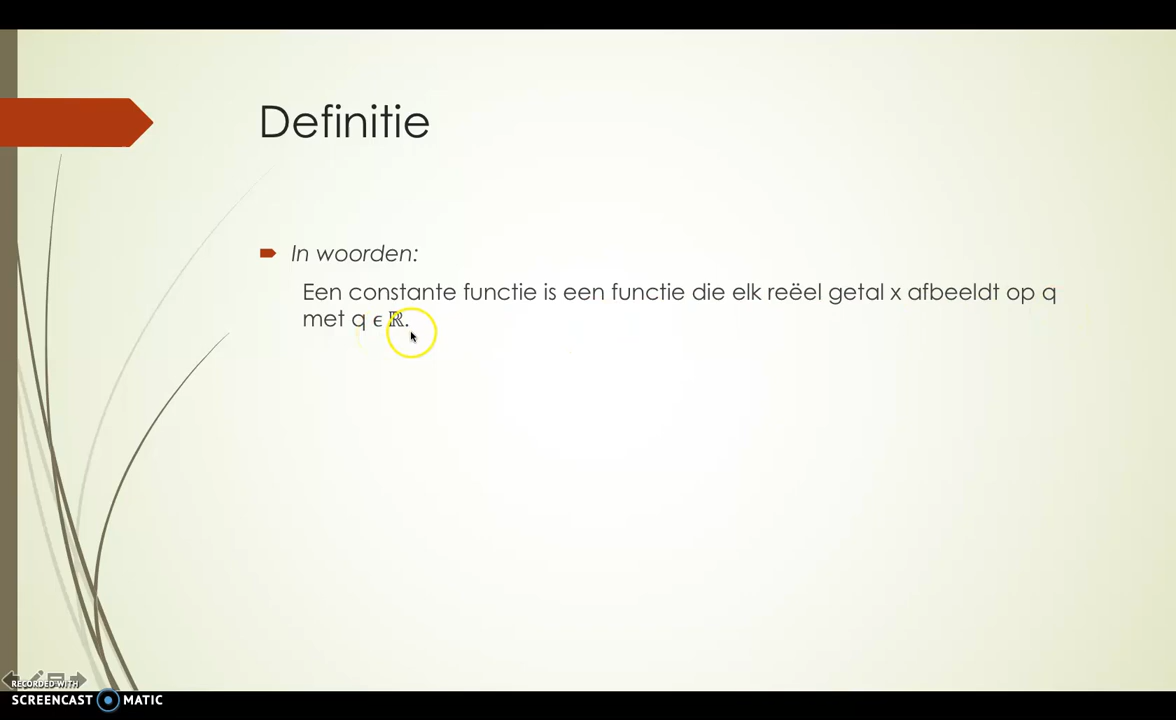 Definitie
In woorden:
Een constante functie is een functie die elk reëel getal x afbeeldt op q
met q ϵ ℝ.
RECORDED WITH
SCREENCAST MATIC